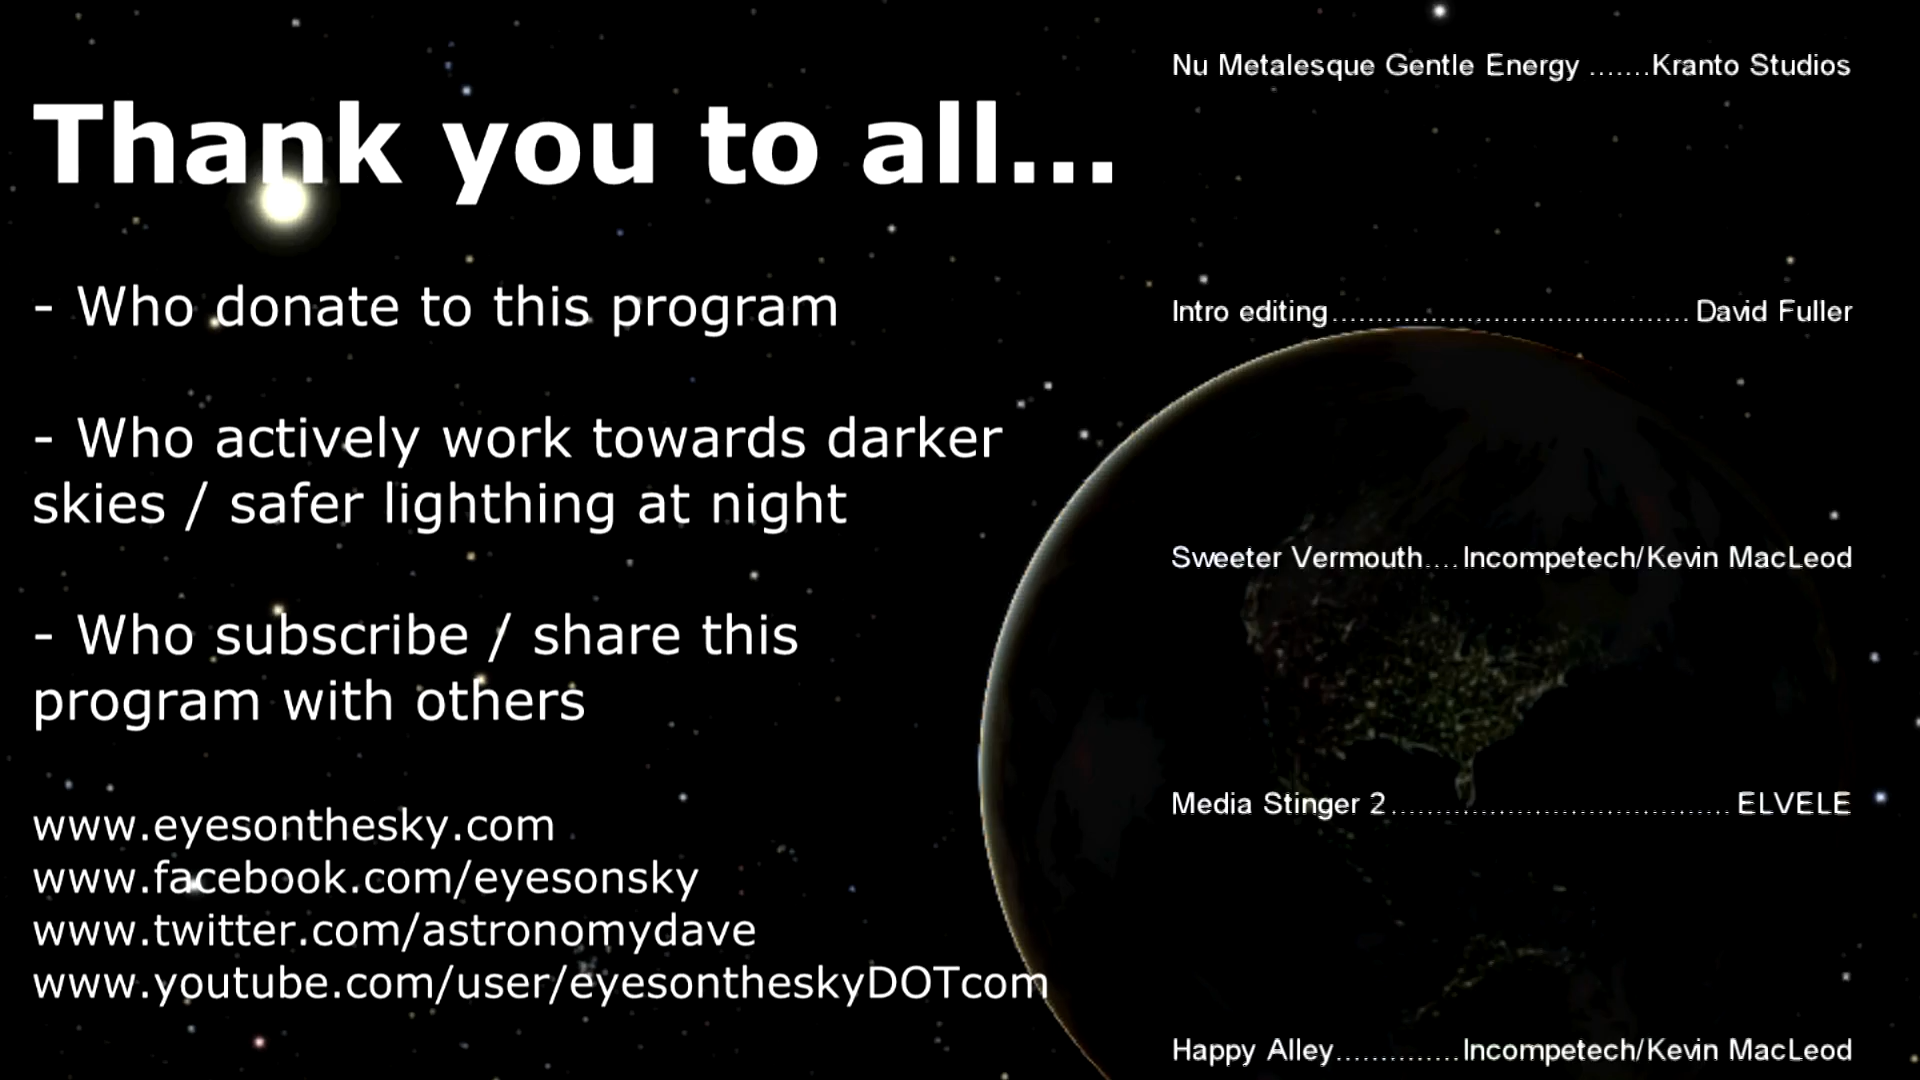 Thank you to all...
- Who donate to this program
- Who actively work towards darker
skies / safer lighthing at night
- Who subscribe / share this
program with others
www.eyesonthesky.com
www.facebook.com/eyesonsky
www.twitter.com/astronomydave
www.youtube.com/user/eyesontheskyDOTcom
Nu Metalesque Gentle Energy .......Kranto Studios
Intro editing........................................ David Fuller
Sweeter Vermouth....Incompetech/Kevin MacLeod
Media Stinger 2...................................... ELVELE
Happy Alley..............Incompetech/Kevin MacLeod